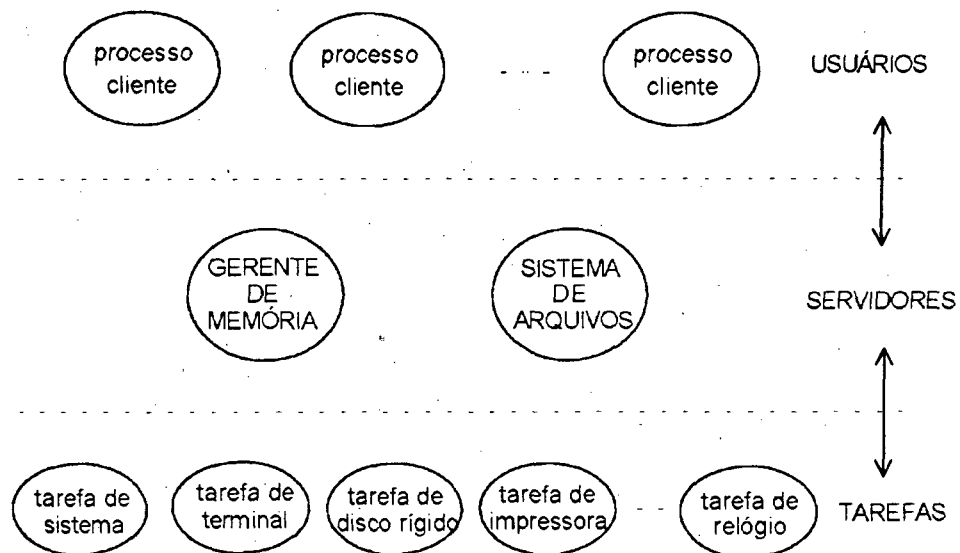 processo
cliente
processo
cliente
processo
cliente
USUÁRIOS
GERENTE
DE
MEMÓRIA
SISTEMA
DE
ARQUIVOS
SERVIDORES
tarefa de
sistema
tarefa de
terminal
tarefa de
disco rígido
tarefa de
impressora
tarefa de
relógio
TAREFAS